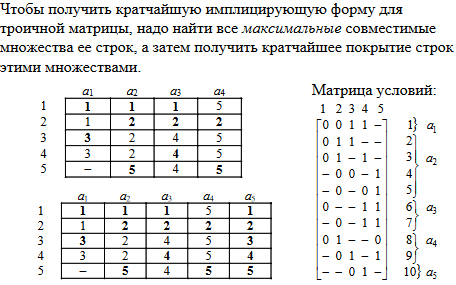 Чтобы получить кратчайшую имплицирующую форму для
троичной матрицы, надо найти все максимальные совместимые
множества ее строк, а затем получить кратчайшее покрытие строк
этими множествами.
a1 a2 a3 a4
1 1 1 1 5
2 1 2 2 2
3 3 2 4 5
4 3 2 4 5
5 – 5 4 5
a1 a2 a3 a4 a5
1 1 1 1 5 1
2 1 2 2 2 2
3 3 2 4 5 3
4 3 2 4 5 5
5 – 5 4 5 5
Матрица условий:
1 2 3 4 5
0 0 1 1 – 1} a1
0 1 1 – – 2
0 1 – 1 – 3 a2
– 0 0 – 1 4
– 0 – 0 1 5
0 – – 1 1 6 a3
– 0 – 1 1 7
0 1 – – 0 8 a4
– 0 1 – 1 9
– – 0 1 – 10} a5